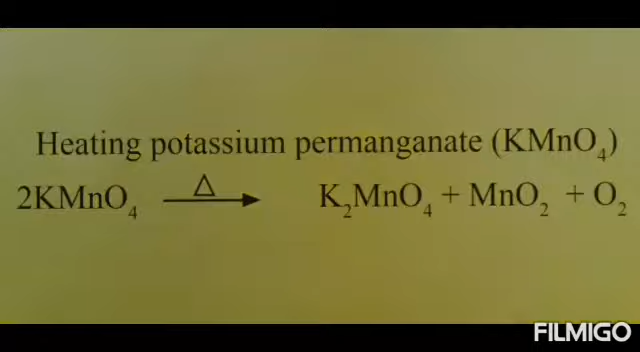 Heating potassium permanganate (KMnO₄)
2KMnO₄ Δ⟶ K₂MnO₄ + MnO₂ + O₂
FILMIGO